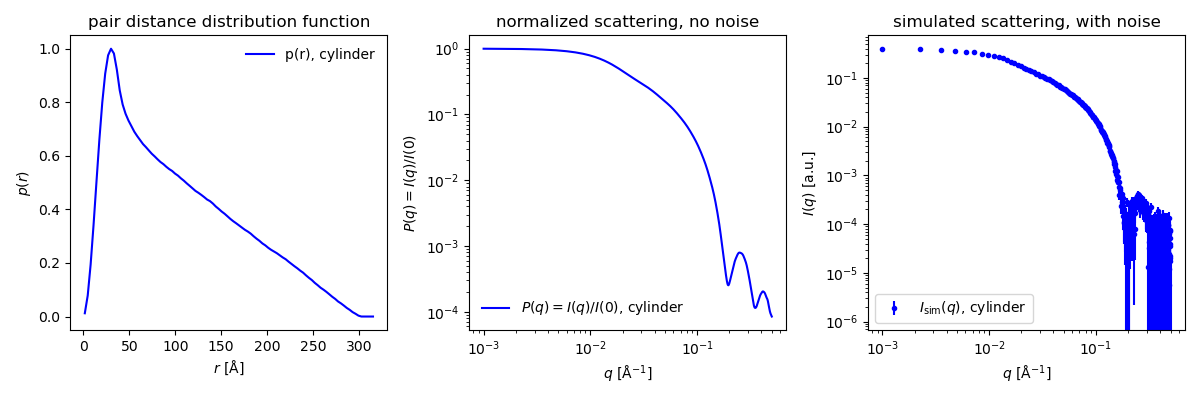 pair distance distribution function
p(r)
1.0
0.8
0.6
0.4
0.2
0.0
p(r), cylinder
0 50 100 150 200 250 300
r [Å]
normalized scattering, no noise
P(q) = I(q)/I(0)
10⁰
10⁻¹
10⁻²
10⁻³
10⁻⁴
P(q) = I(q)/I(0), cylinder
10⁻³ 10⁻² 10⁻¹
q [Å⁻¹]
simulated scattering, with noise
I(q) [a.u.]
10⁻¹
10⁻²
10⁻³
10⁻⁴
10⁻⁵
10⁻⁶
I_sim(q), cylinder
10⁻³ 10⁻² 10⁻¹
q [Å⁻¹]